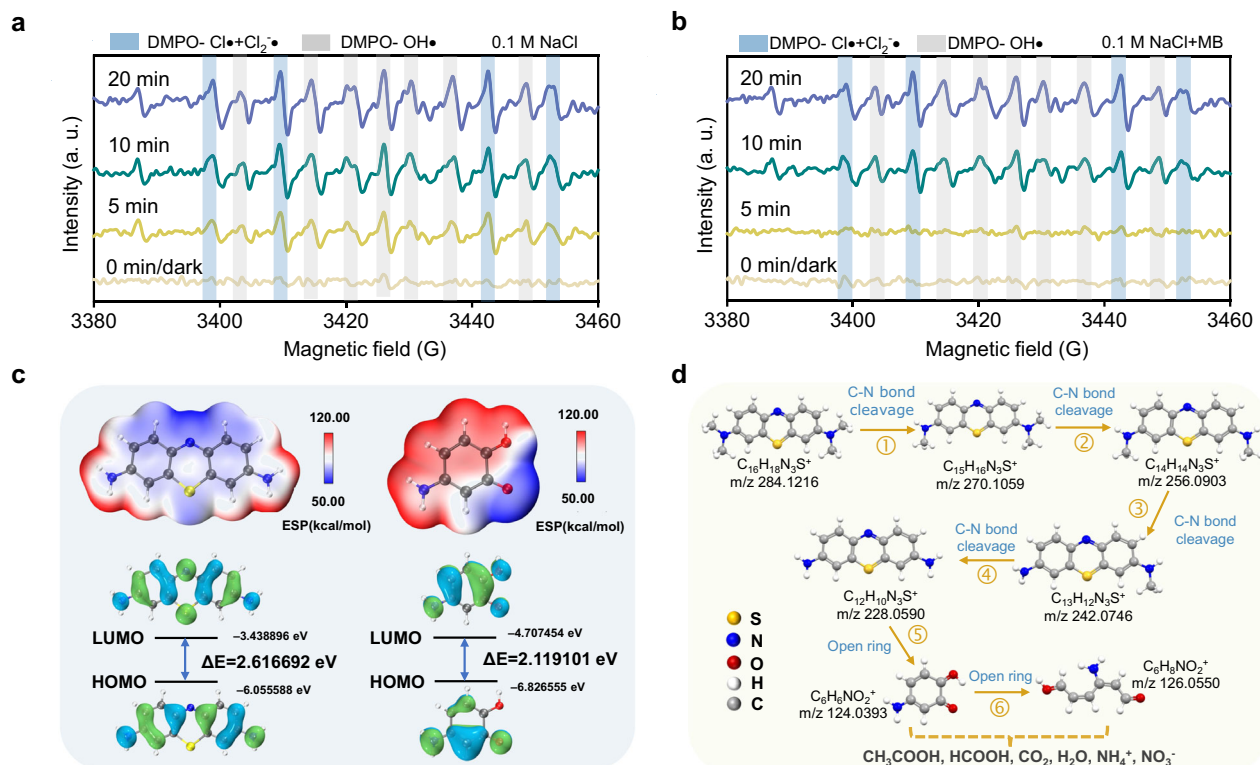 a
DMPO- Cl•+Cl₂⁻•
DMPO- OH•
0.1 M NaCl
20 min
10 min
5 min
0 min/dark
Intensity (a. u.)
3380
3400
3420
3440
3460
Magnetic field (G)
b
DMPO- Cl•+Cl₂⁻•
DMPO- OH•
0.1 M NaCl+MB
20 min
10 min
5 min
0 min/dark
Intensity (a. u.)
3380
3400
3420
3440
3460
Magnetic field (G)
c
120.00
50.00
ESP(kcal/mol)
120.00
50.00
ESP(kcal/mol)
LUMO
–3.438896 eV
ΔE=2.616692 eV
HOMO
–6.055588 eV
LUMO
–4.707454 eV
ΔE=2.119101 eV
HOMO
–6.826555 eV
d
C-N bond
cleavage
①
C-N bond
cleavage
②
C₁₆H₁₈N₃S⁺
m/z 284.1216
C₁₅H₁₆N₃S⁺
m/z 270.1059
C₁₄H₁₄N₃S⁺
m/z 256.0903
③
C-N bond
cleavage
C-N bond
cleavage
④
C₁₂H₁₀N₃S⁺
m/z 228.0590
C₁₃H₁₂N₃S⁺
m/z 242.0746
S
N
O
H
C
⑤
Open ring
C₆H₆NO₂⁺
m/z 124.0393
Open ring
⑥
C₆H₈NO₂⁺
m/z 126.0550
CH₃COOH, HCOOH, CO₂, H₂O, NH₄⁺, NO₃⁻